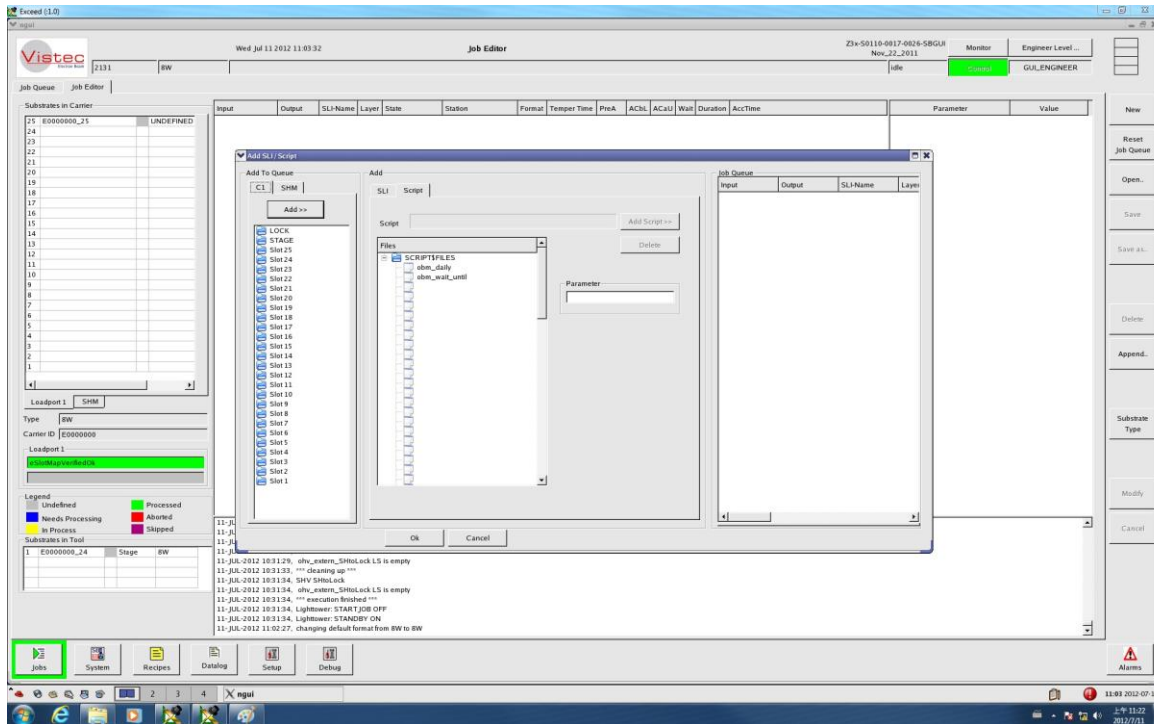 Exceed (:1.0)
ngui
Vistec
Electron Beam
Wed Jul 11 2012 11:03:32
Job Editor
Z3x-S0110-0017-0026-SBGUI
Nov_22_2011
Monitor
Engineer Level ...
2131
8W
idle
Control
GUI_ENGINEER
Job Queue
Job Editor
Substrates in Carrier
25 E0000000_25 UNDEFINED
24
23
22
21
20
19
18
17
16
15
14
13
12
11
10
9
8
7
6
5
4
3
2
1
Loadport 1
SHM
Type 8W
Carrier ID E0000000
Loadport 1
eSlotMapVerifiedOk
Legend
Undefined
Processed
Needs Processing
Aborted
In Process
Skipped
Substrates in Tool
1 E0000000_24 Stage 8W
Input Output SLI-Name Layer State Station Format Temper Time PreA ACbL ACaU Wait Duration AccTime
Parameter Value
Add SLI/Script
Add To Queue
C1
SHM
Add >>
LOCK
STAGE
Slot 25
Slot 24
Slot 23
Slot 22
Slot 21
Slot 20
Slot 19
Slot 18
Slot 17
Slot 16
Slot 15
Slot 14
Slot 13
Slot 12
Slot 11
Slot 10
Slot 9
Slot 8
Slot 7
Slot 6
Slot 5
Slot 4
Slot 3
Slot 2
Slot 1
Add
SLI
Script
Script
Add Script >>
Delete
Files
SCRIPT$FILES
obm_daily
obm_wait_until
Parameter
Job Queue
Input Output SLI-Name Layer
Ok
Cancel
11-JUL-2012 10:31:29, ohv_extern_SHtoLock LS is empty
11-JUL-2012 10:31:33, *** cleaning up ***
11-JUL-2012 10:31:34, SHV SHtoLock
11-JUL-2012 10:31:34, ohv_extern_SHtoLock LS is empty
11-JUL-2012 10:31:34, *** execution finished ***
11-JUL-2012 10:31:34, Lighttower: START JOB OFF
11-JUL-2012 10:31:34, Lighttower: STANDBY ON
11-JUL-2012 11:02:27, changing default format from 8W to 8W
New
Reset
Job Queue
Open..
Save
Save as..
Delete
Append..
Substrate
Type
Modify
Cancel
Jobs
System
Recipes
Datalog
Setup
Debug
Alarms
2
3
4
ngui
11:03 2012-07-1
上午 11:22
2012/7/11